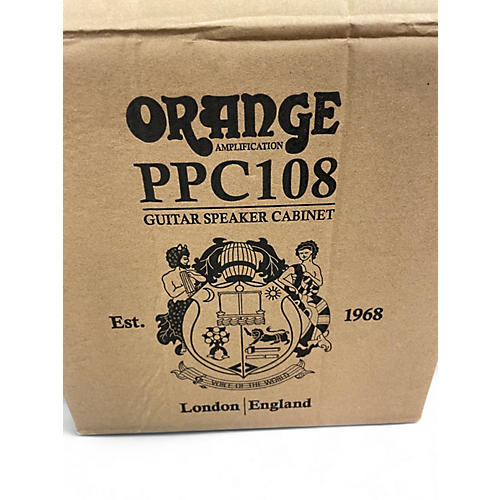 ORANGE
AMPLIFICATION
PPC108
GUITAR SPEAKER CABINET
Est. 1968
VOICE OF THE WORLD
London | England